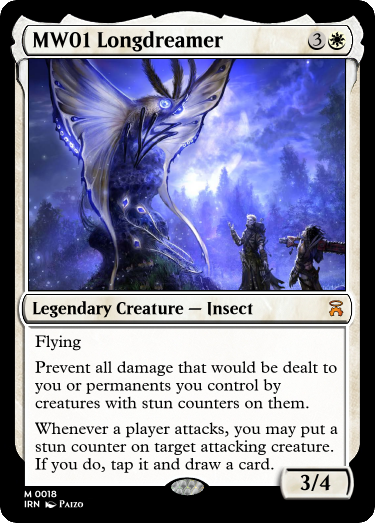 MW01 Longdreamer 3
Legendary Creature — Insect
Flying
Prevent all damage that would be dealt to
you or permanents you control by
creatures with stun counters on them.
Whenever a player attacks, you may put a
stun counter on target attacking creature.
If you do, tap it and draw a card.
3/4
M 0018
IRN Paizo